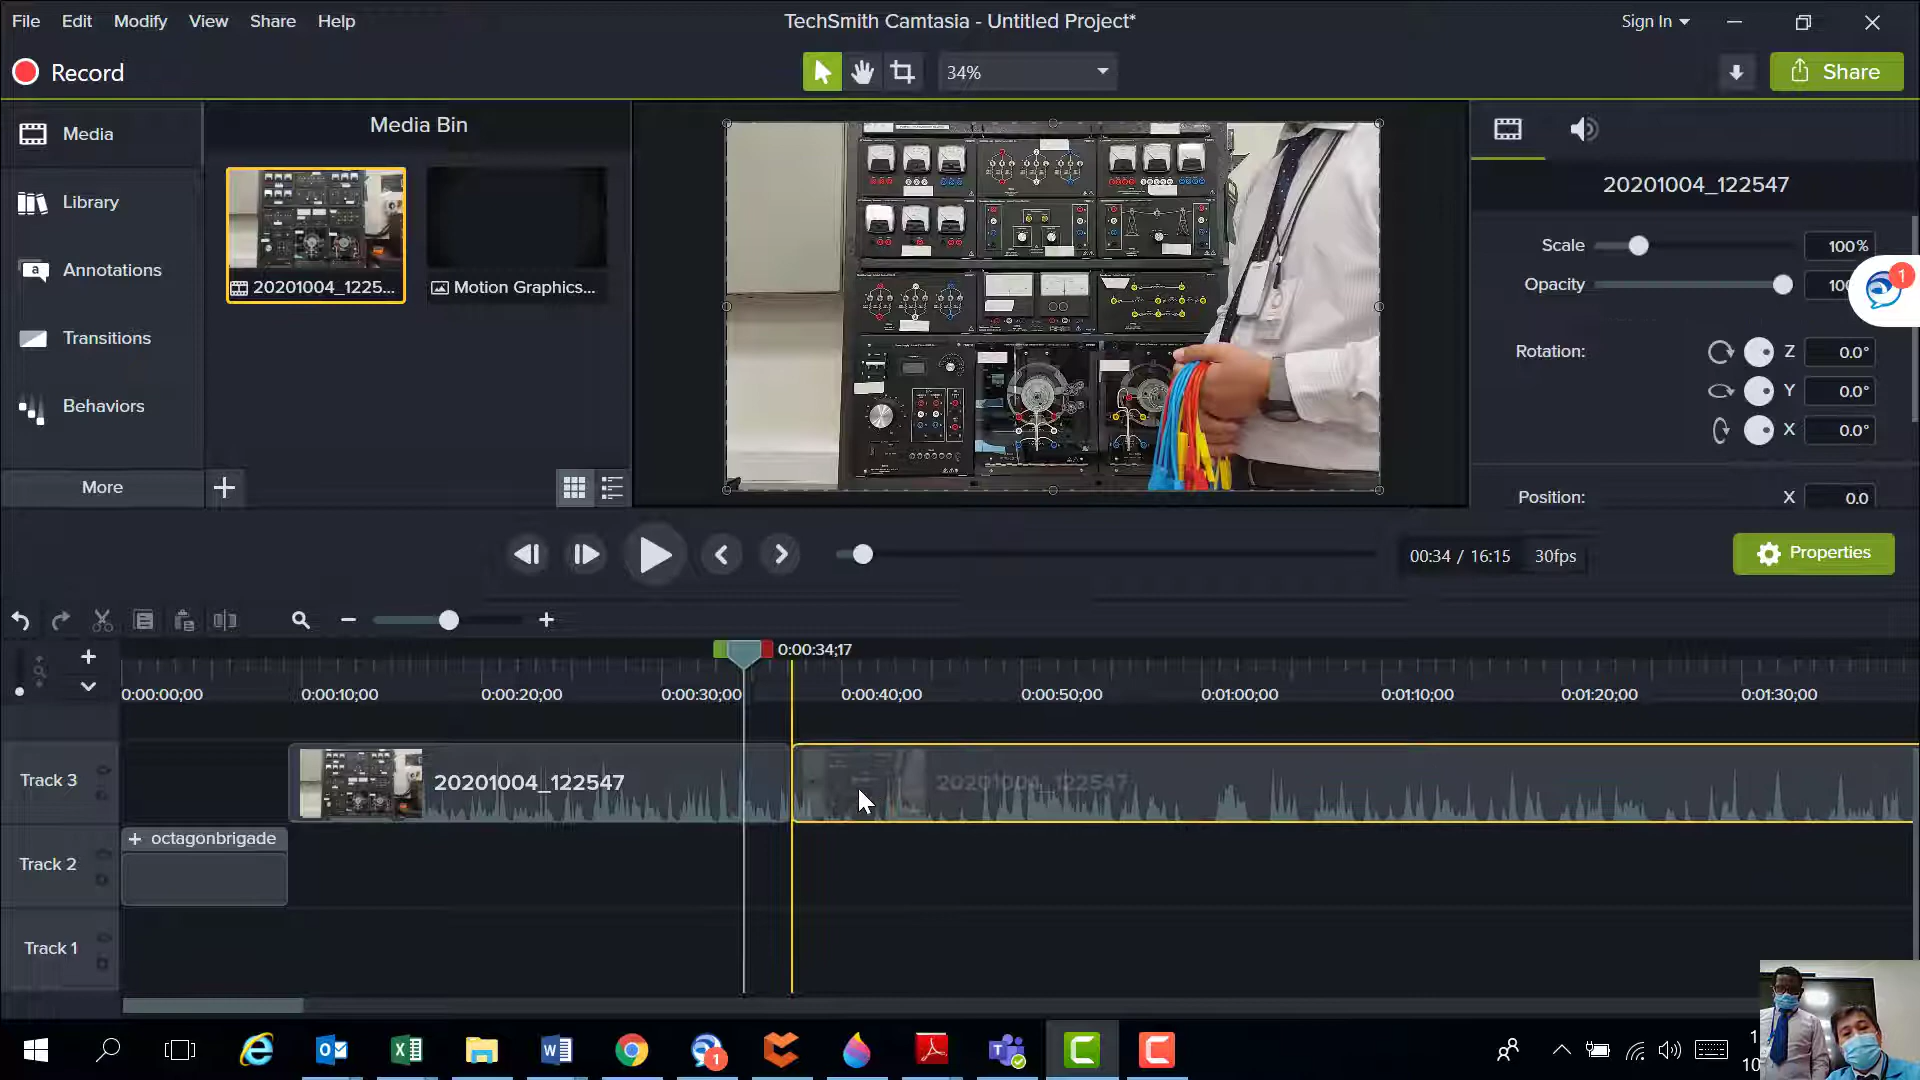 File Edit Modify View Share Help
TechSmith Camtasia - Untitled Project*
Sign In
Record
34%
Share
Media
Library
Annotations
Transitions
Behaviors
More
Media Bin
20201004_1225...
Motion Graphics...
20201004_122547
Scale 100%
Opacity
1
Rotation: Z 0.0°
Y 0.0°
X 0.0°
Position: X 0.0
00:34 / 16:15 30fps
Properties
0:00:34;17
0:00:00;00 0:00:10;00 0:00:20;00 0:00:30;00 0:00:40;00 0:00:50;00 0:01:00;00 0:01:10;00 0:01:20;00 0:01:30;00
Track 3
20201004_122547
20201004_122547
+ octagonbrigade
Track 2
Track 1
1